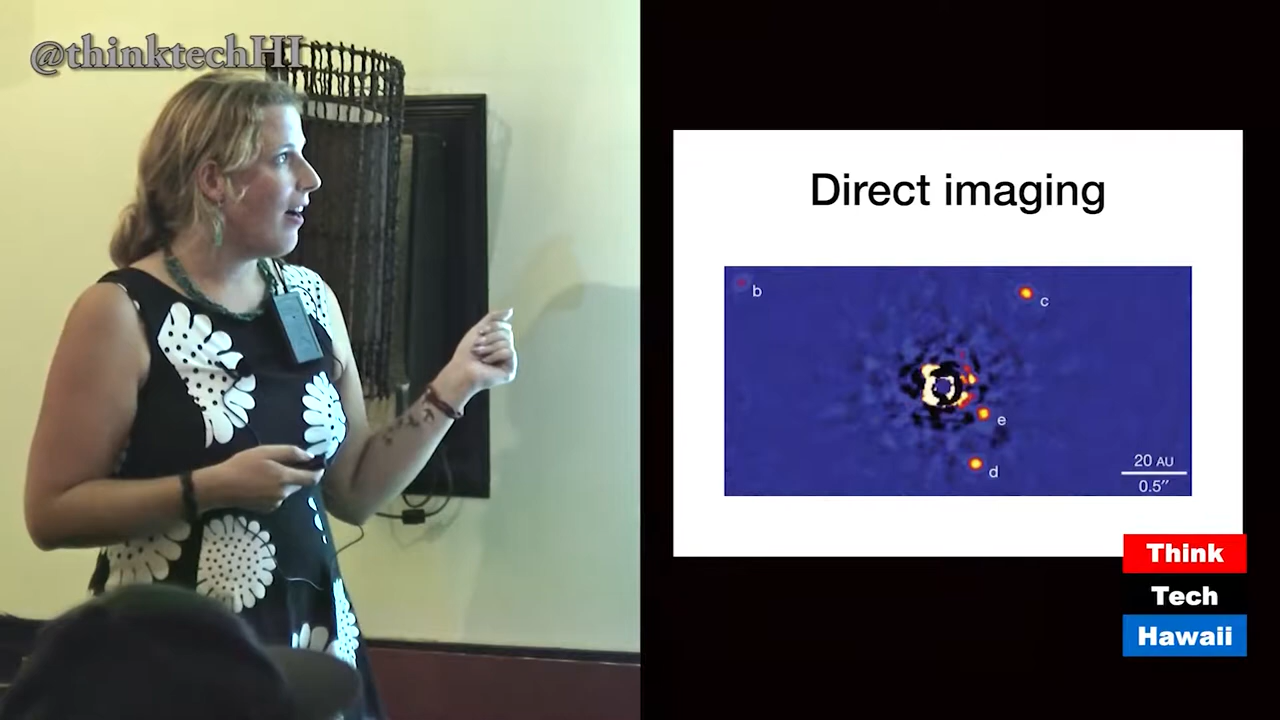 @thinktechHI
Direct imaging
b
c
e
d
20 AU
0.5″
Think
Tech
Hawaii